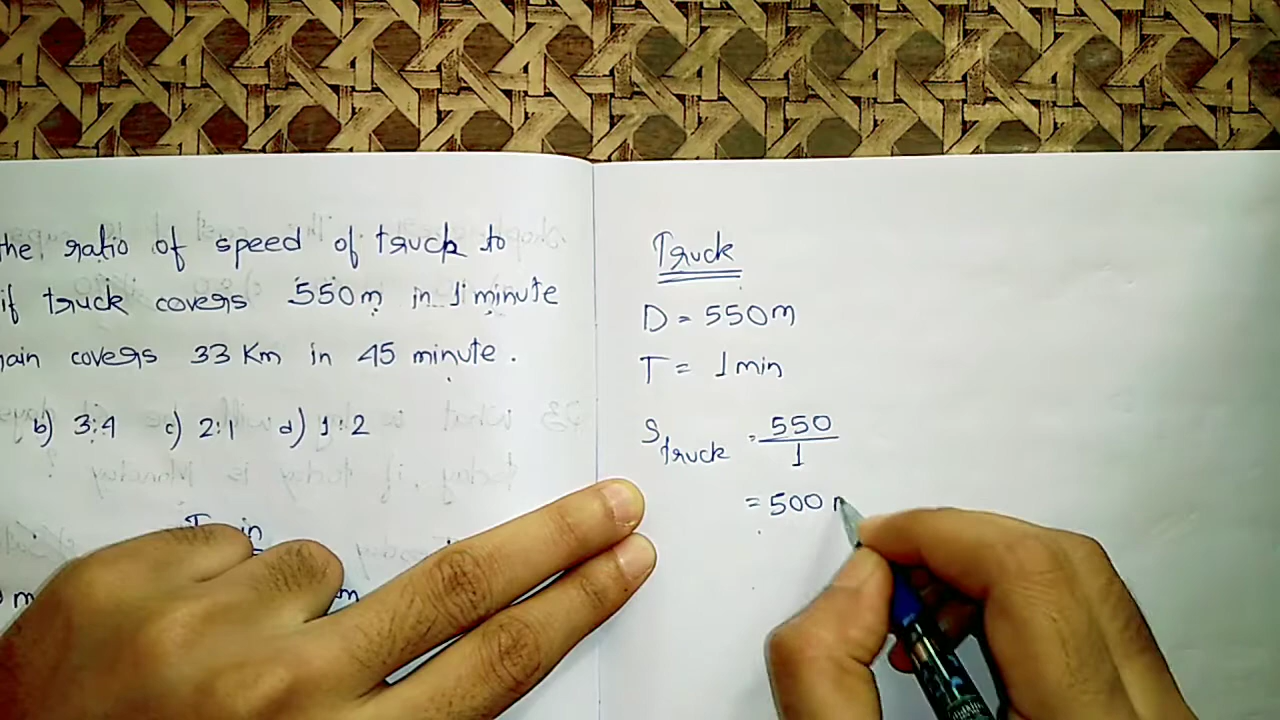 the ratio of speed of truck to
if truck covers 550m in 1 minute
ain covers 33 Km in 45 minute.
b) 3:4 c) 2:1 d) 1:2
in
m
m
Truck
D = 550m
T = 1 min
S truck = 550
1
= 500